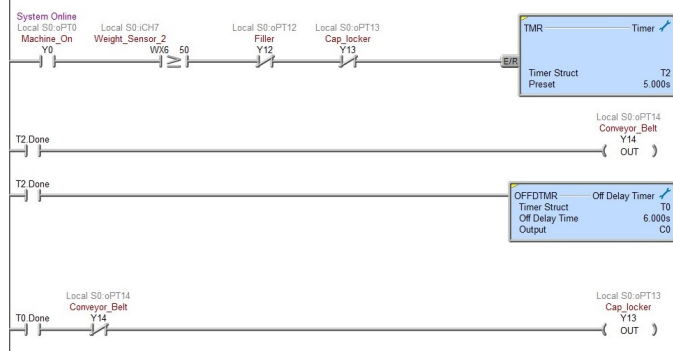 System Online
Local S0:oPT0 Local S0:iCH7 Local S0:oPT12 Local S0:oPT13
Machine_On Weight_Sensor_2 Filler Cap_locker
Y0 WX6 50 Y12 Y13
≥
TMR Timer
E/R
Timer Struct T2
Preset 5.000s
Local S0:oPT14
Conveyor_Belt
T2.Done Y14
OUT
T2.Done
OFFDTMR Off Delay Timer
Timer Struct T0
Off Delay Time 6.000s
Output C0
Local S0:oPT14 Local S0:oPT13
Conveyor_Belt Cap_locker
T0.Done Y14 Y13
OUT